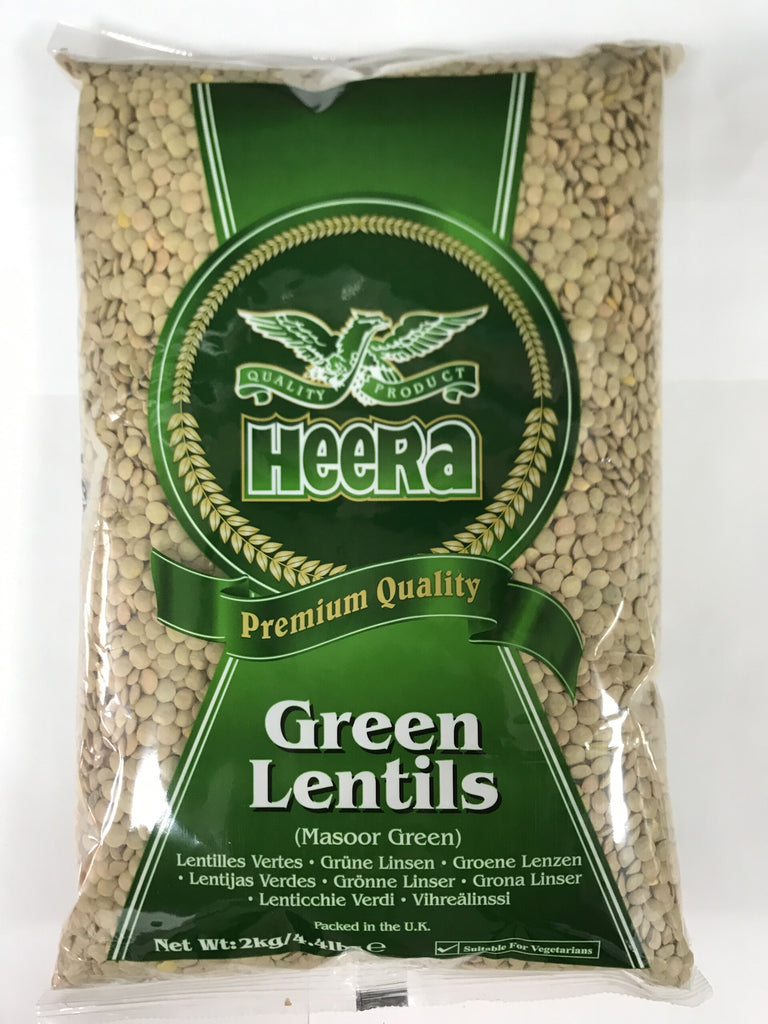 QUALITY PRODUCT
HEERA
Premium Quality
Green
Lentils
(Masoor Green)
Lentilles Vertes • Grüne Linsen • Groene Lenzen
• Lentijas Verdes • Grönne Linser • Grona Linser
• Lenticchie Verdi • Vihreälinssi
Packed in the U.K.
Net Wt: 2kg/4.4lbs e
Suitable For Vegetarians